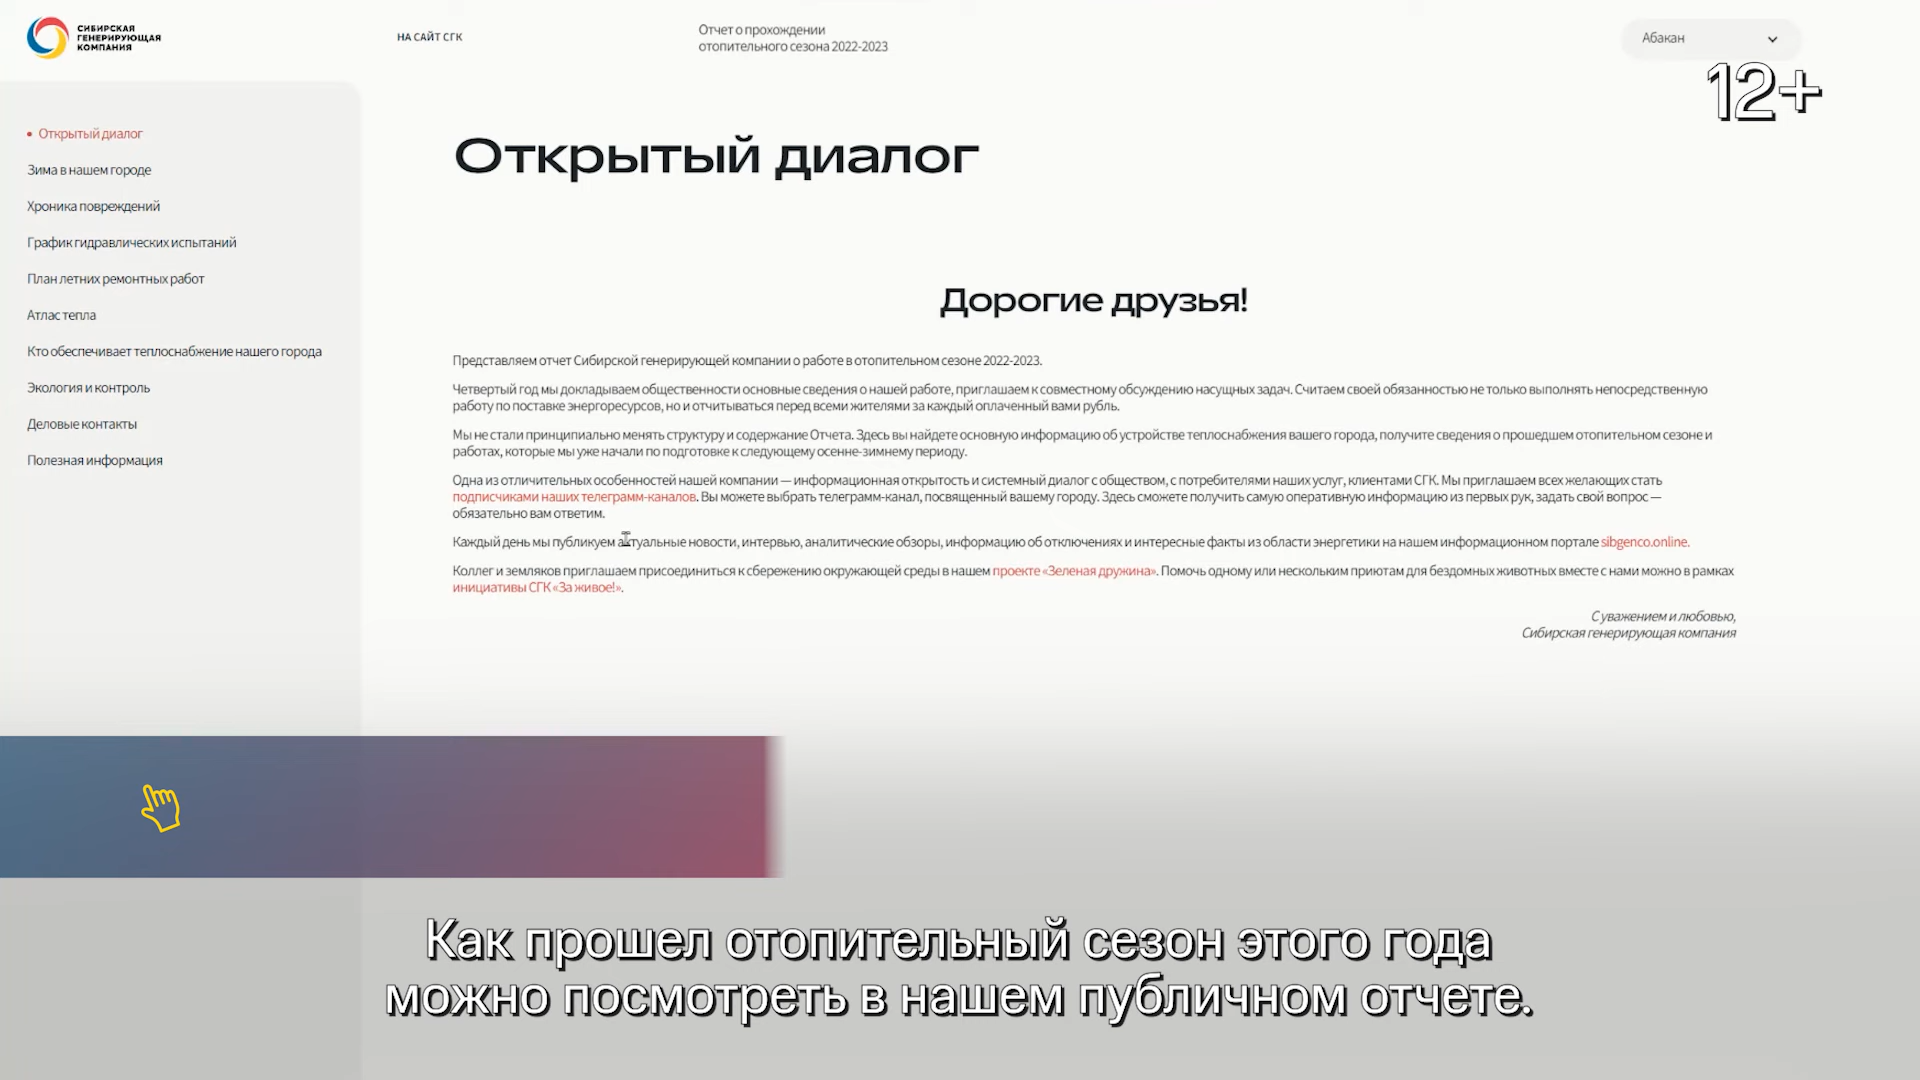 СИБИРСКАЯ
ГЕНЕРИРУЮЩАЯ
КОМПАНИЯ
НА САЙТ СГК
Отчет о прохождении
отопительного сезона 2022-2023
Абакан
12+
Открытый диалог
Зима в нашем городе
Хроника повреждений
График гидравлических испытаний
План летних ремонтных работ
Атлас тепла
Кто обеспечивает теплоснабжение нашего города
Экология и контроль
Деловые контакты
Полезная информация
Открытый диалог
Дорогие друзья!
Представляем отчет Сибирской генерирующей компании о работе в отопительном сезоне 2022-2023.
Четвертый год мы докладываем общественности основные сведения о нашей работе, приглашаем к совместному обсуждению насущных задач. Считаем своей обязанностью не только выполнять непосредственную
работу по поставке энергоресурсов, но и отчитываться перед всеми жителями за каждый оплаченный вами рубль.
Мы не стали принципиально менять структуру и содержание Отчета. Здесь вы найдете основную информацию об устройстве теплоснабжения вашего города, получите сведения о прошедшем отопительном сезоне и
работах, которые мы уже начали по подготовке к следующему осенне-зимнему периоду.
Одна из отличительных особенностей нашей компании — информационная открытость и системный диалог с обществом, с потребителями наших услуг, клиентами СГК. Мы приглашаем всех желающих стать
подписчиками наших телеграмм-каналов. Вы можете выбрать телеграмм-канал, посвященный вашему городу. Здесь сможете получить самую оперативную информацию из первых рук, задать свой вопрос —
обязательно вам ответим.
Каждый день мы публикуем актуальные новости, интервью, аналитические обзоры, информацию об отключениях и интересные факты из области энергетики на нашем информационном портале sibgenco.online.
Коллег и земляков приглашаем присоединиться к сбережению окружающей среды в нашем проекте «Зеленая дружина». Помочь одному или нескольким приютам для бездомных животных вместе с нами можно в рамках
инициативы СГК «За живое!».
С уважением и любовью,
Сибирская генерирующая компания
Как прошел отопительный сезон этого года
можно посмотреть в нашем публичном отчете.